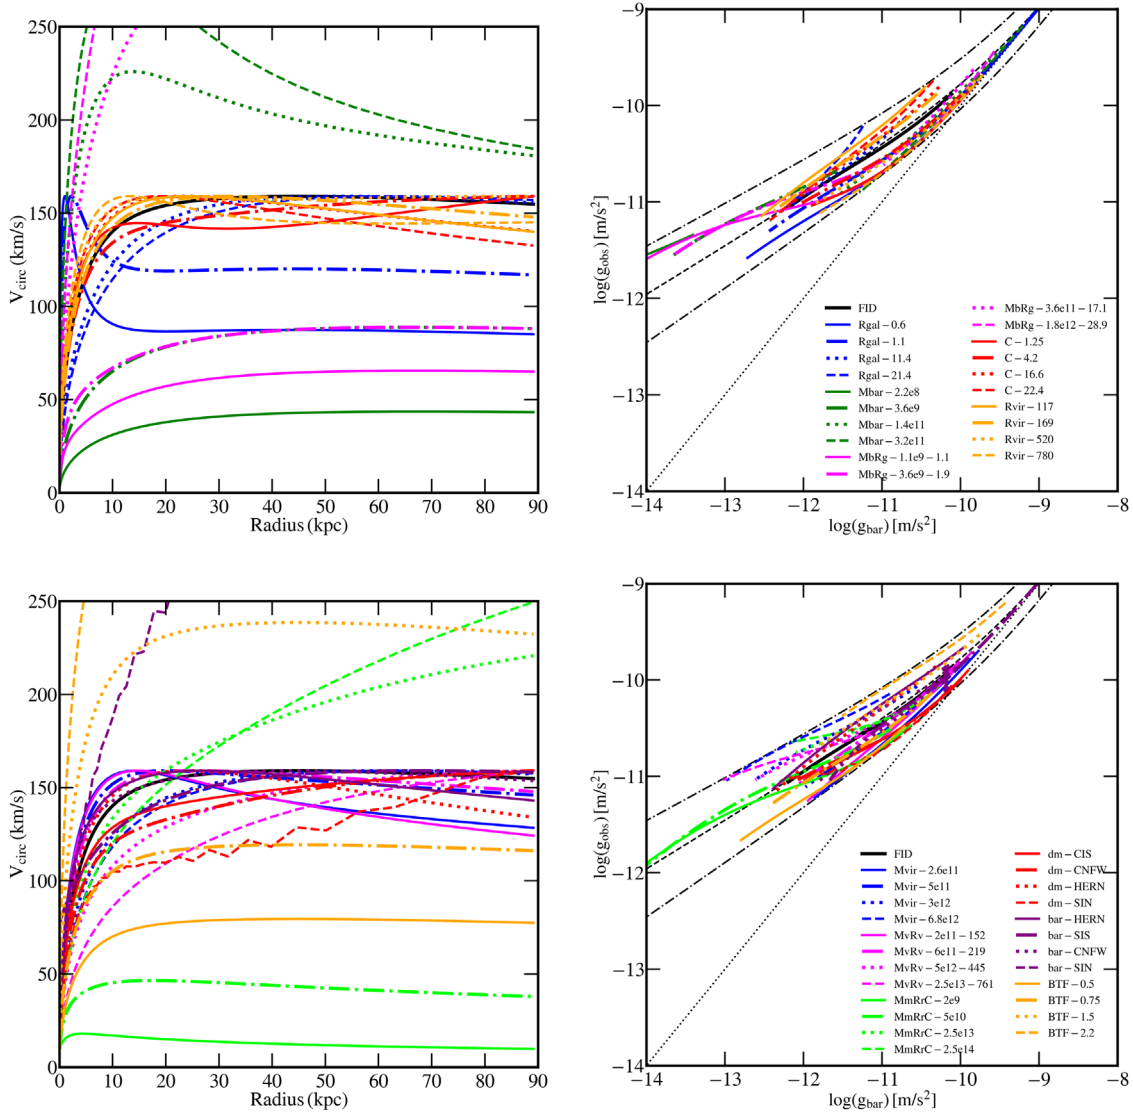 250
200
150
100
50
0
V_circ (km/s)
0 10 20 30 40 50 60 70 80 90
Radius (kpc)
−9
−10
−11
−12
−13
−14
log(g_obs) [m/s²]
FID
Rgal−0.6
Rgal−1.1
Rgal−11.4
Rgal−21.4
Mbar−2.2e8
Mbar−3.6e9
Mbar−1.4e11
Mbar−3.2e11
MbRg−1.1e9−1.1
MbRg−3.6e9−1.9
MbRg−3.6e11−17.1
MbRg−1.8e12−28.9
C−1.25
C−4.2
C−16.6
C−22.4
Rvir−117
Rvir−169
Rvir−520
Rvir−780
−14 −13 −12 −11 −10 −9 −8
log(g_bar) [m/s²]
250
200
150
100
50
0
V_circ (km/s)
0 10 20 30 40 50 60 70 80 90
Radius (kpc)
−9
−10
−11
−12
−13
−14
log(g_obs) [m/s²]
FID
Mvir−2.6e11
Mvir−5e11
Mvir−3e12
Mvir−6.8e12
MvRv−2e11−152
MvRv−6e11−219
MvRv−5e12−445
MvRv−2.5e13−761
MmRrC−2e9
MmRrC−5e10
MmRrC−2.5e13
MmRrC−2.5e14
dm−CIS
dm−CNFW
dm−HERN
dm−SIN
bar−HERN
bar−SIS
bar−CNFW
bar−SIN
BTF−0.5
BTF−0.75
BTF−1.5
BTF−2.2
−14 −13 −12 −11 −10 −9 −8
log(g_bar) [m/s²]